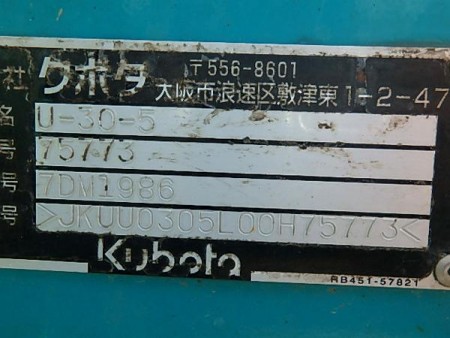 社 クボタ 〒556-8601
大阪市浪速区敷津東1-2-47
名 U-30-5
号 75773
号 7DM1986
号 >JKUU0305L00H75773<
Kubota
RB451-57821